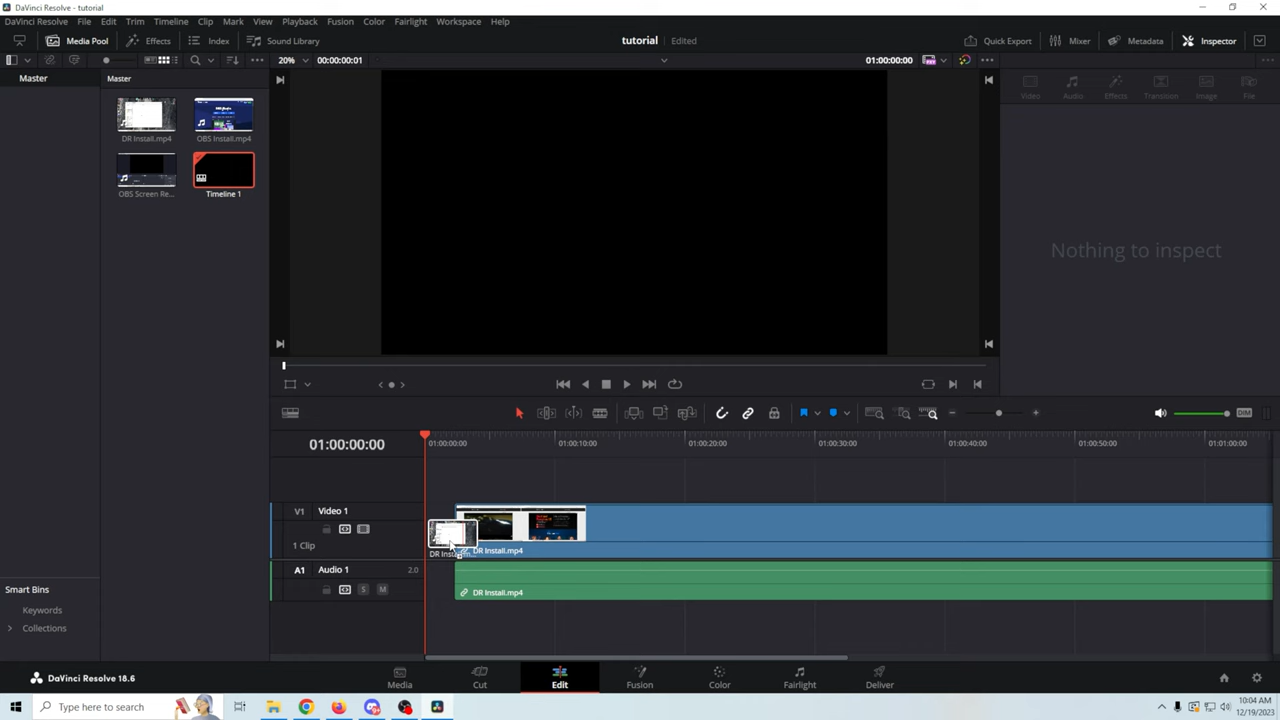 DaVinci Resolve - tutorial
DaVinci Resolve File Edit Trim Timeline Clip Mark View Playback Fusion Color Fairlight Workspace Help
Media Pool Effects Index Sound Library tutorial Edited Quick Export Mixer Metadata Inspector
20% 00:00:00:01 01:00:00:00
Master Master
Video Audio Effects Transition Image File
DR Install.mp4 OBS Install.mp4
OBS Screen Re... Timeline 1
Nothing to inspect
DIM
01:00:00:00 01:00:00:00 01:00:10:00 01:00:20:00 01:00:30:00 01:00:40:00 01:00:50:00 01:01:00:00
V1 Video 1
1 Clip DR Install.mp4
A1 Audio 1 2.0
S M DR Install.mp4
Smart Bins
Keywords
Collections
DaVinci Resolve 18.6 Media Cut Edit Fusion Color Fairlight Deliver
Type here to search 10:04 AM
12/19/2023